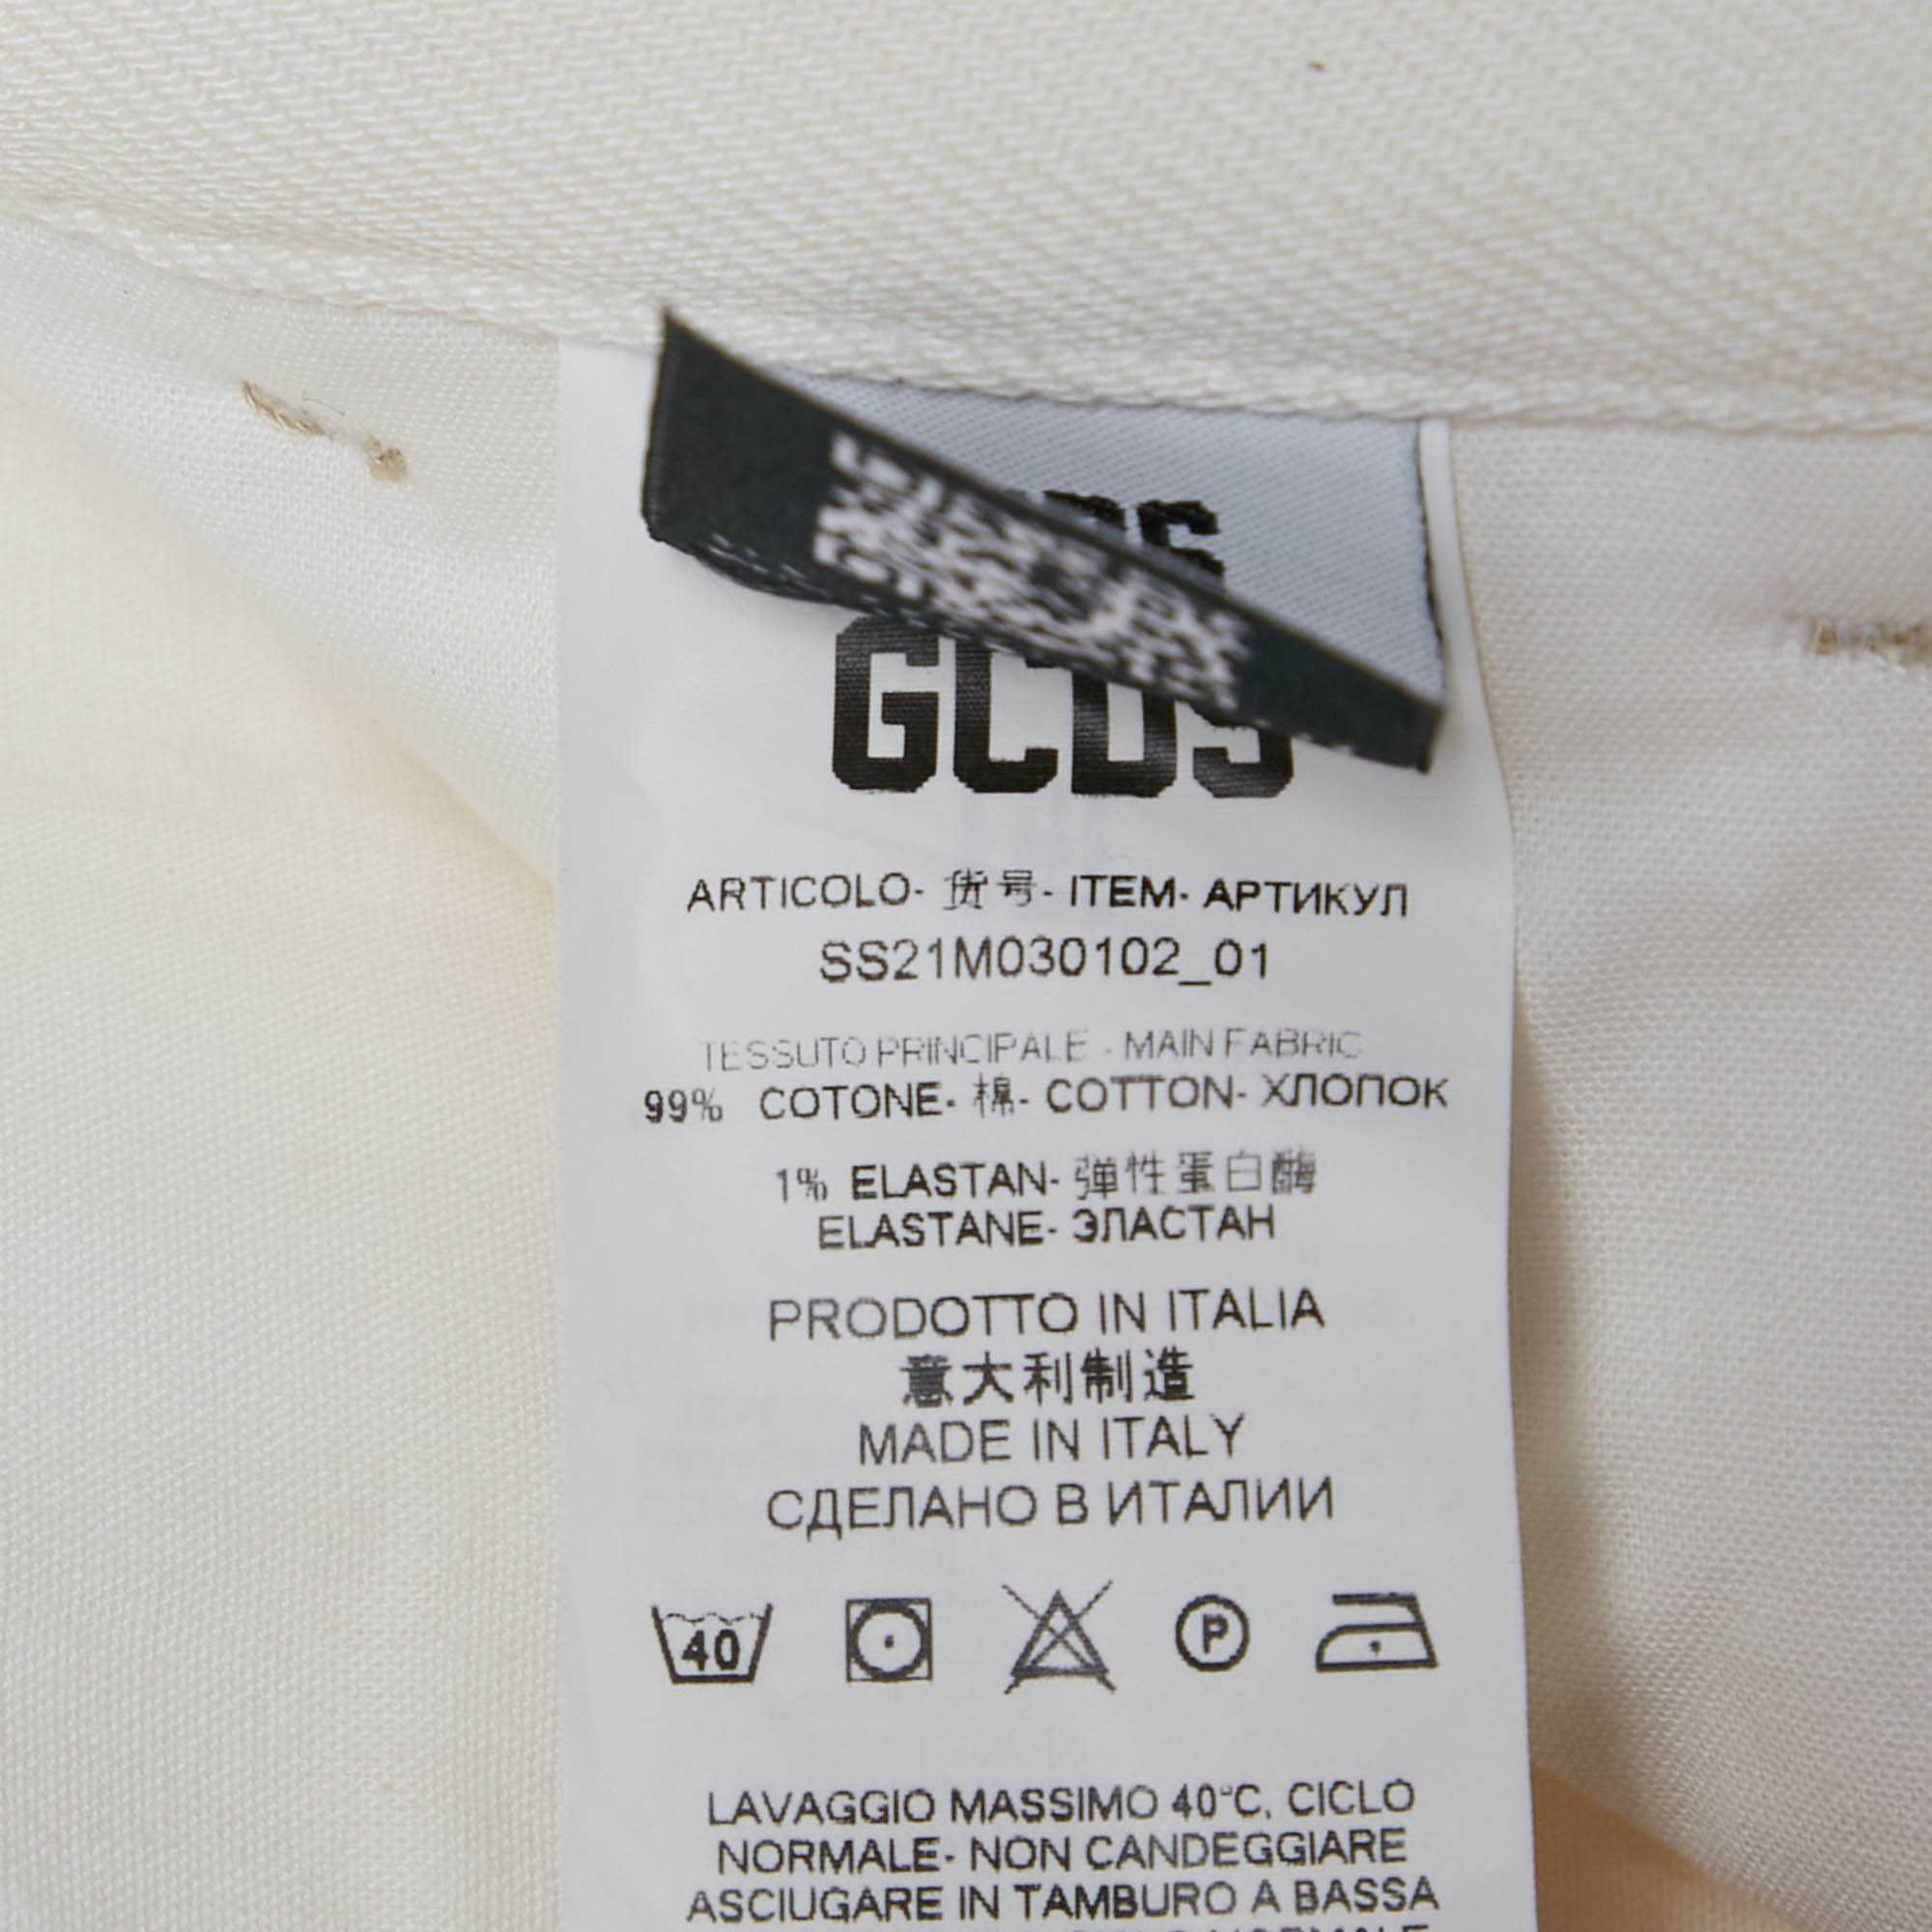 GCDS
ARTICOLO- 货号- ITEM- АРТИКУЛ
SS21M030102_01
TESSUTO PRINCIPALE - MAIN FABRIC
99% COTONE- 棉- COTTON- ХЛОПОК
1% ELASTAN- 弹性蛋白酶
ELASTANE- ЭЛАСТАН
PRODOTTO IN ITALIA
意大利制造
MADE IN ITALY
СДЕЛАНО В ИТАЛИИ
40 P
LAVAGGIO MASSIMO 40°C, CICLO
NORMALE- NON CANDEGGIARE
ASCIUGARE IN TAMBURO A BASSA